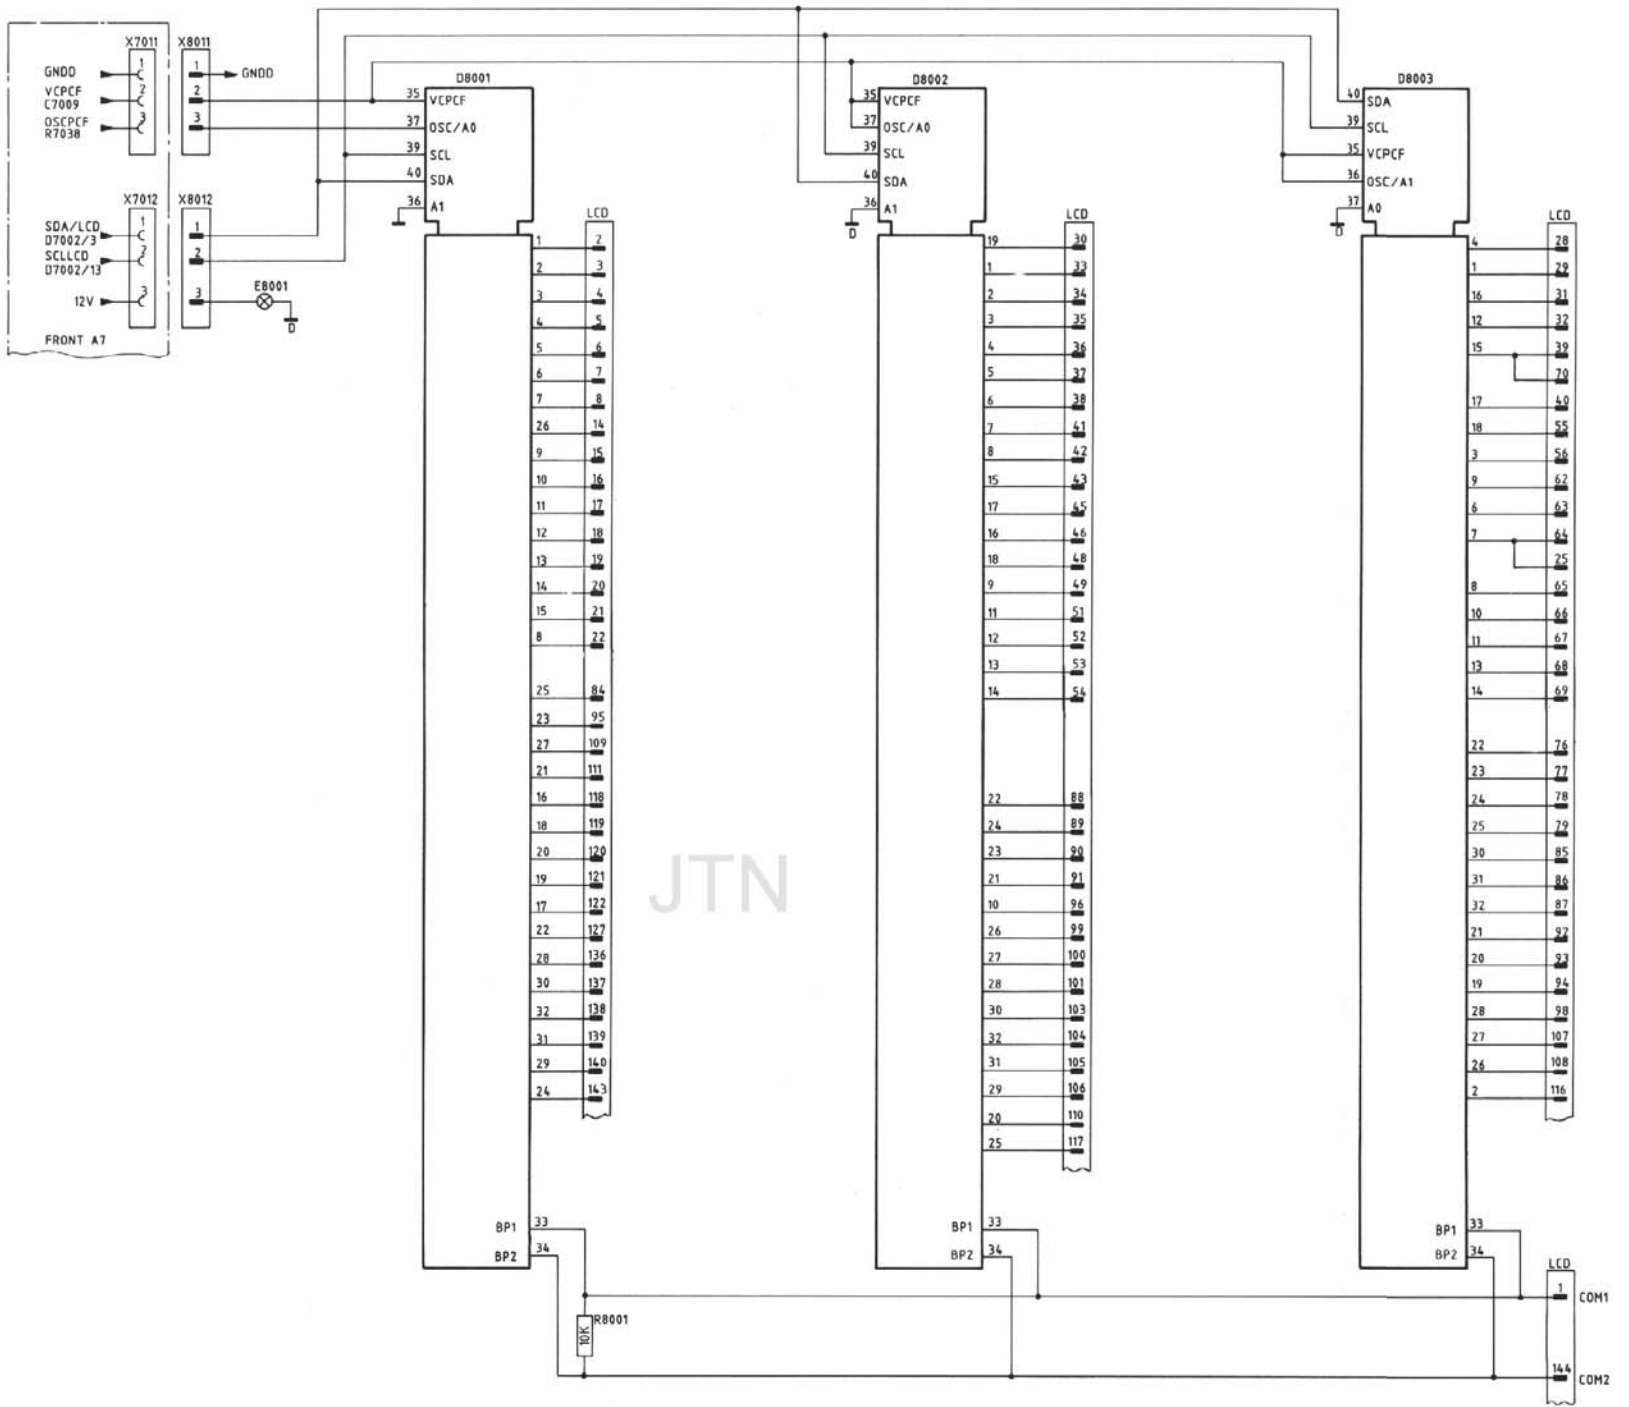 X7011 X8011
GNDD 1 1 GNDD
VCPCF 2 2
C7009
OSCPCF 3 3
R7038
X7012 X8012
SDA/LCD 1 1
D7002/3
SCLLCD 2 2
D7002/13
12V 3 3 E8001
D
FRONT A7
D8001
35 VCPCF
37 OSC/A0
39 SCL
40 SDA
36 A1
LCD
1 2
2 3
3 4
4 5
5 6
6 7
7 8
26 14
9 15
10 16
11 17
12 18
13 19
14 20
15 21
8 22
25 84
23 95
27 109
21 111
16 118
18 119
20 120
19 121
17 122
22 127
28 136
30 137
32 138
31 139
29 140
24 143
BP1 33
BP2 34
10K R8001
JTN
D8002
35 VCPCF
37 OSC/A0
39 SCL
40 SDA
36 A1
D
LCD
19 30
1 33
2 34
3 35
4 36
5 37
6 38
7 41
8 42
15 43
17 45
16 46
18 48
9 49
11 51
12 52
13 53
14 54
22 88
24 89
23 90
21 91
10 96
26 99
27 100
28 101
30 103
32 104
31 105
29 106
20 110
25 117
BP1 33
BP2 34
D8003
40 SDA
39 SCL
35 VCPCF
36 OSC/A1
37 A0
D
LCD
4 28
1 29
16 31
12 32
15 39
70
17 40
18 55
3 56
9 62
6 63
7 64
25
8 65
10 66
11 67
13 68
14 69
22 76
23 77
24 78
25 79
30 85
31 86
32 87
21 92
20 93
19 94
28 98
27 107
26 108
2 116
BP1 33
BP2 34
LCD
1 COM1
144 COM2